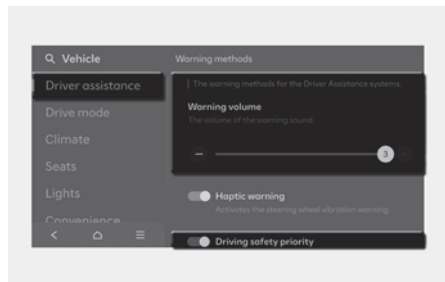 Vehicle
Driver assistance
Drive mode
Climate
Seats
Lights
Convenience
Warning methods
The warning methods for the Driver Assistance systems.
Warning volume
The volume of the warning sound.
3
Haptic warning
Activates the steering wheel vibration warning.
Driving safety priority